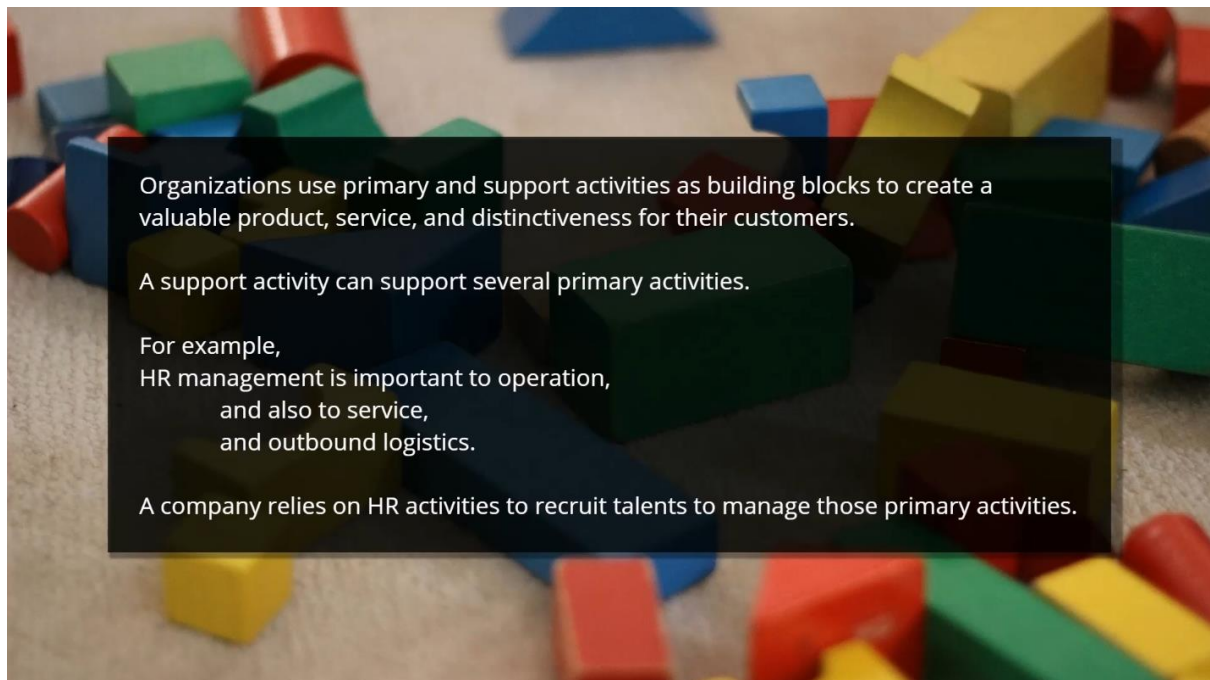 Organizations use primary and support activities as building blocks to create a
valuable product, service, and distinctiveness for their customers.
A support activity can support several primary activities.
For example,
HR management is important to operation,
and also to service,
and outbound logistics.
A company relies on HR activities to recruit talents to manage those primary activities.